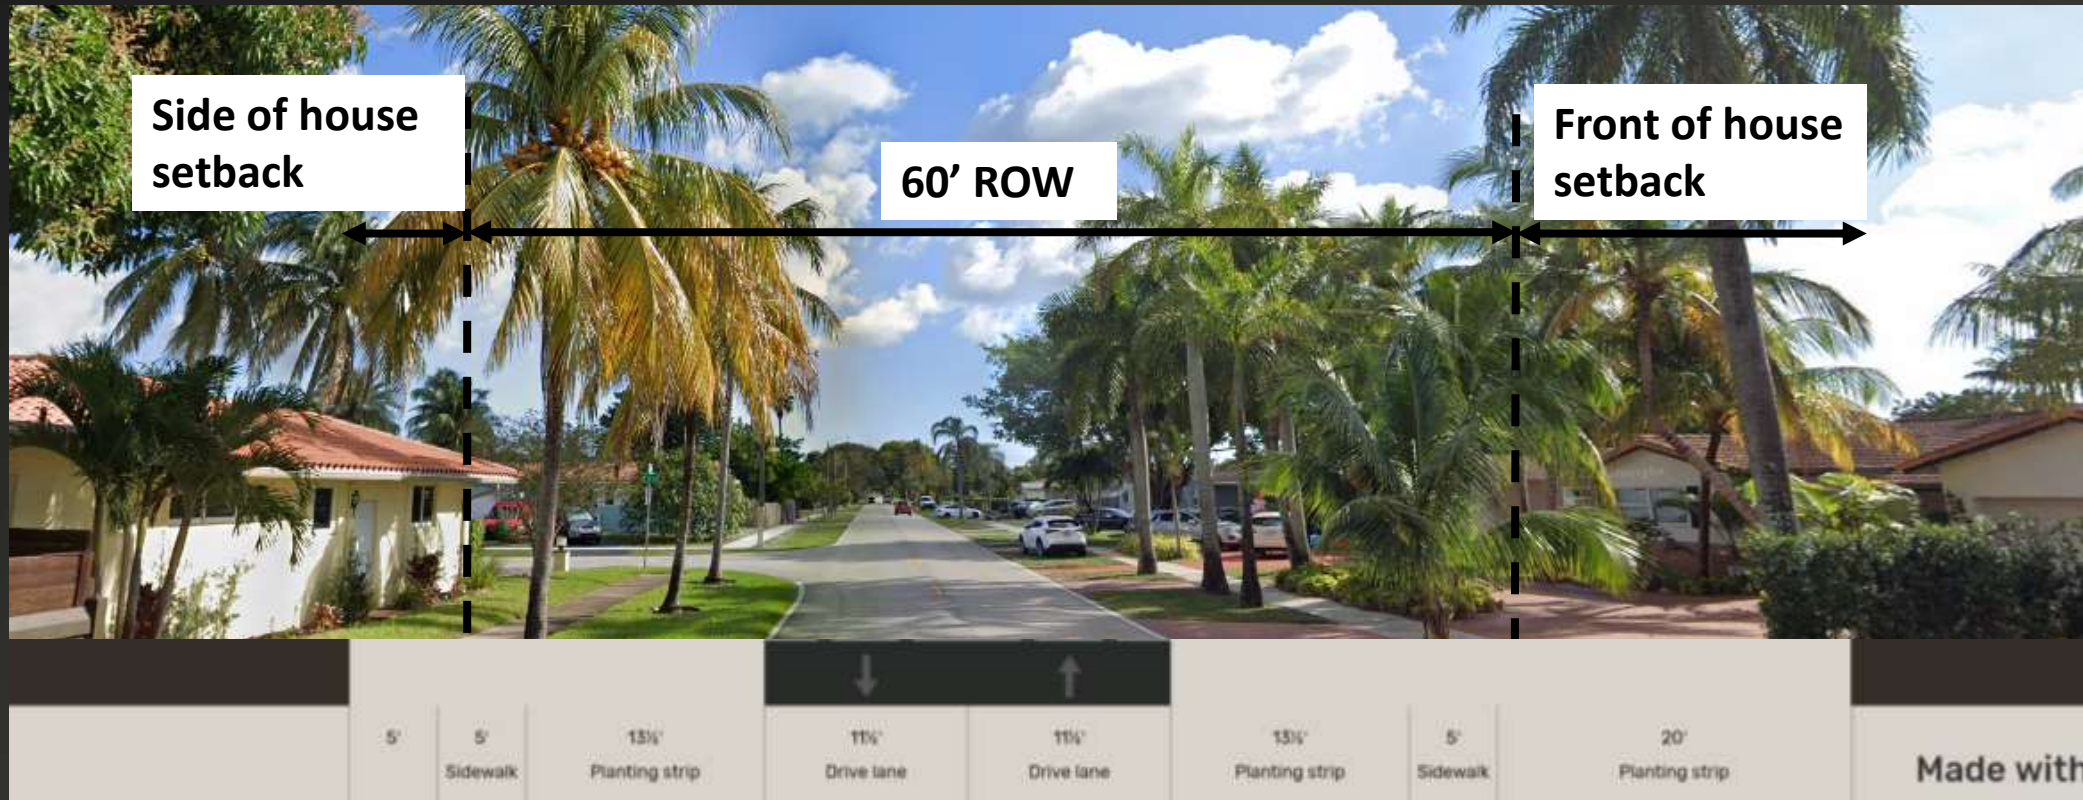 Side of house
setback
60’ ROW
Front of house
setback
5'
5'
Sidewalk
13½'
Planting strip
11½'
Drive lane
11½'
Drive lane
13½'
Planting strip
5'
Sidewalk
20'
Planting strip
Made with